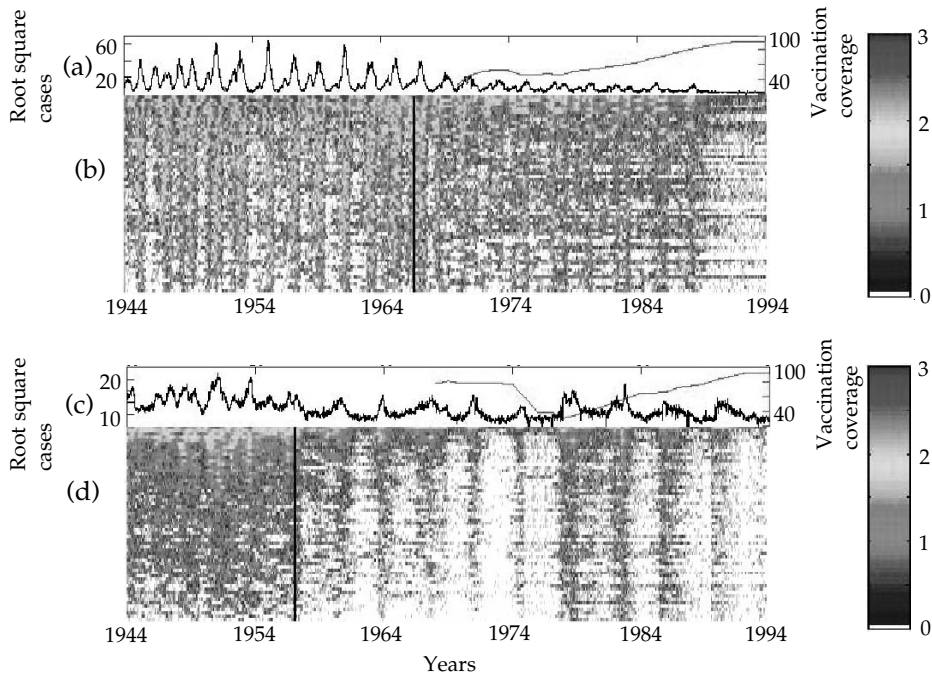 Root square
cases
(a)
60
40
20
100
40
Vaccination
coverage
3
2
1
0
(b)
1944
1954
1964
1974
1984
1994
Root square
cases
(c)
20
10
100
40
Vaccination
coverage
3
2
1
0
(d)
1944
1954
1964
1974
1984
1994
Years